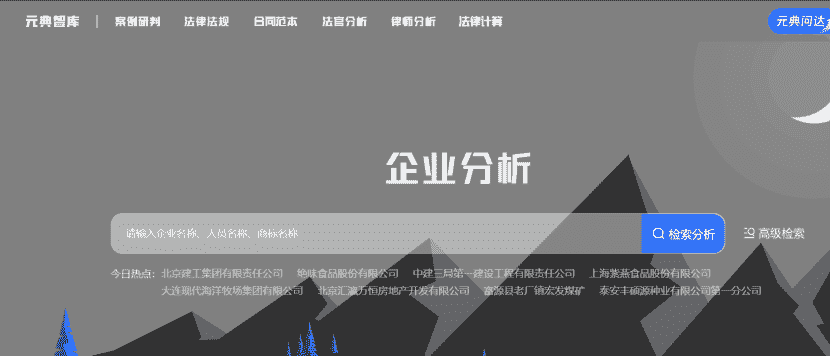 元典智库 | 案例研判 法律法规 合同范本 法官分析 律师分析 法律计算 元典问达
企业分析
请输入企业名称、人员名称、商标名称 检索分析 高级检索
今日热点: 北京建工集团有限责任公司 绝味食品股份有限公司 中建三局第一建设工程有限责任公司 上海紫燕食品股份有限公司
大连现代海洋牧场集团有限公司 北京汇瀛万恒房地产开发有限公司 富源县老厂镇宏发煤矿 泰安丰硕源种业有限公司第一分公司